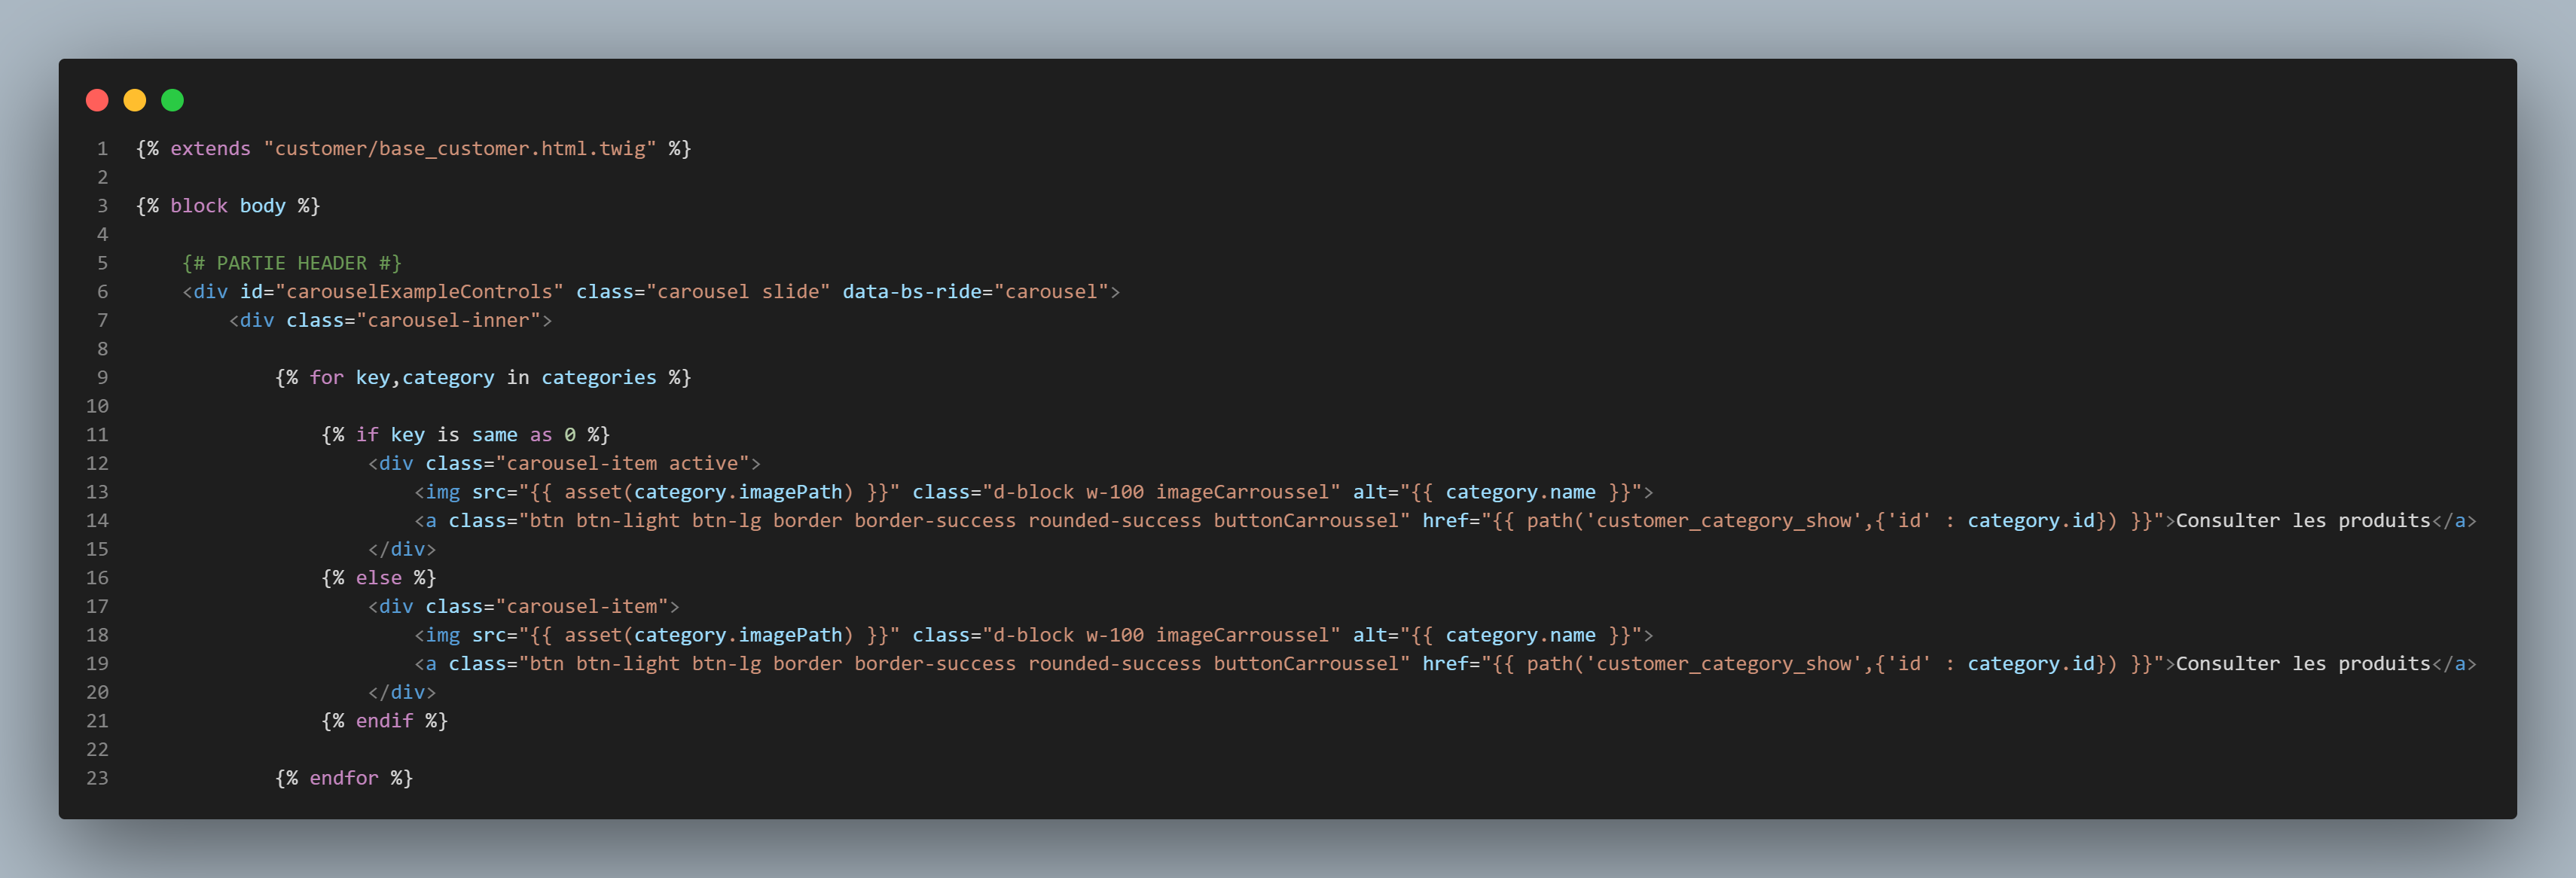 1 {% extends "customer/base_customer.html.twig" %}
2
3 {% block body %}
4
5     {# PARTIE HEADER #}
6     <div id="carouselExampleControls" class="carousel slide" data-bs-ride="carousel">
7         <div class="carousel-inner">
8
9             {% for key,category in categories %}
10
11                 {% if key is same as 0 %}
12                     <div class="carousel-item active">
13                         <img src="{{ asset(category.imagePath) }}" class="d-block w-100 imageCarroussel" alt="{{ category.name }}">
14                         <a class="btn btn-light btn-lg border border-success rounded-success buttonCarroussel" href="{{ path('customer_category_show',{'id' : category.id}) }}">Consulter les produits</a>
15                     </div>
16                 {% else %}
17                     <div class="carousel-item">
18                         <img src="{{ asset(category.imagePath) }}" class="d-block w-100 imageCarroussel" alt="{{ category.name }}">
19                         <a class="btn btn-light btn-lg border border-success rounded-success buttonCarroussel" href="{{ path('customer_category_show',{'id' : category.id}) }}">Consulter les produits</a>
20                     </div>
21                 {% endif %}
22
23             {% endfor %}